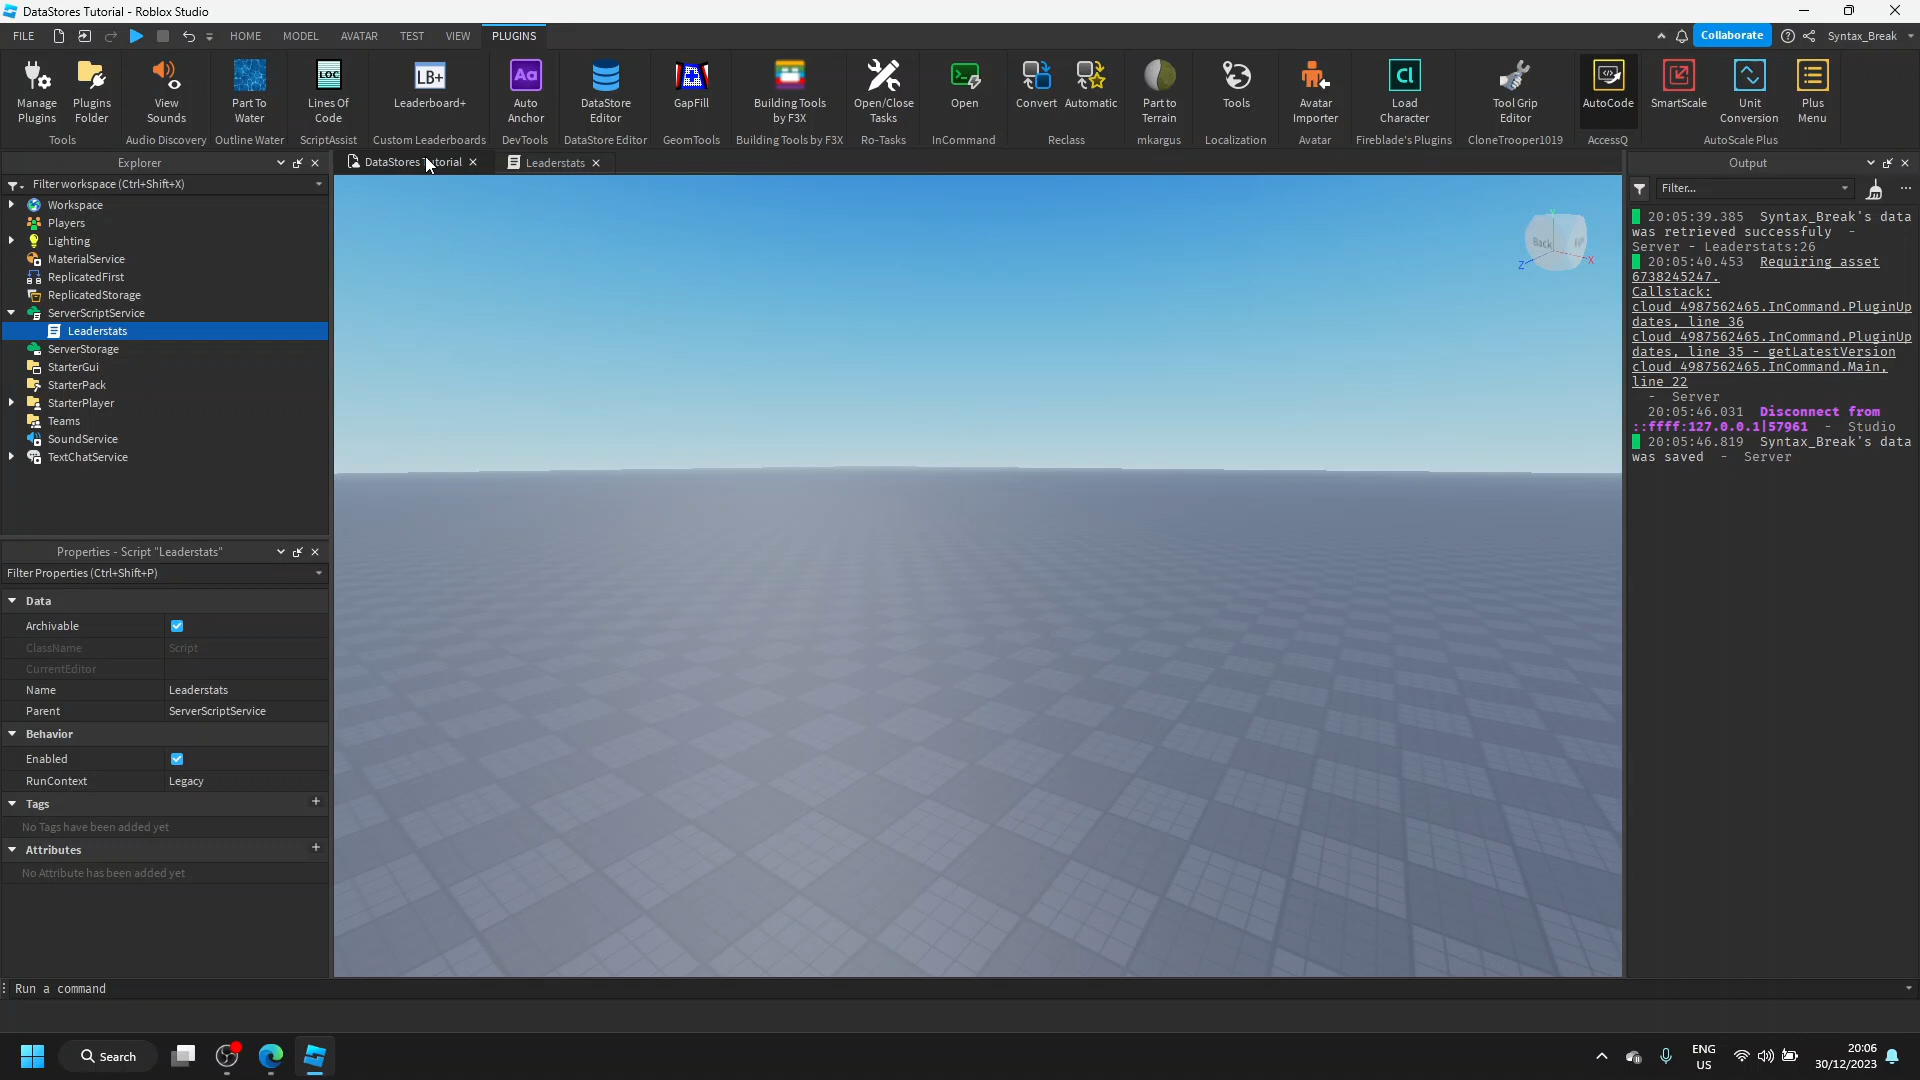 DataStores Tutorial - Roblox Studio
FILE HOME MODEL AVATAR TEST VIEW PLUGINS Collaborate Syntax_Break
Manage Plugins
Plugins Folder
Tools
View Sounds
Audio Discovery
Part To Water
Outline Water
LOC
Lines Of Code
ScriptAssist
LB+
Leaderboard+
Custom Leaderboards
Aa
Auto Anchor
DevTools
DataStore Editor
DataStore Editor
GapFill
GeomTools
Building Tools by F3X
Building Tools by F3X
Open/Close Tasks
Ro-Tasks
Open
InCommand
Convert
Automatic
Reclass
Part to Terrain
mkargus
Tools
Localization
Avatar Importer
Avatar
CI
Load Character
Fireblade's Plugins
Tool Grip Editor
CloneTrooper1019
AutoCode
AccessQ
SmartScale
Unit Conversion
Plus Menu
AutoScale Plus
Explorer
Filter workspace (Ctrl+Shift+X)
Workspace
Players
Lighting
MaterialService
ReplicatedFirst
ReplicatedStorage
ServerScriptService
Leaderstats
ServerStorage
StarterGui
StarterPack
StarterPlayer
Teams
SoundService
TextChatService
Properties - Script "Leaderstats"
Filter Properties (Ctrl+Shift+P)
Data
Archivable
ClassName Script
CurrentEditor
Name Leaderstats
Parent ServerScriptService
Behavior
Enabled
RunContext Legacy
Tags +
No Tags have been added yet
Attributes +
No Attribute has been added yet
DataStores Tutorial
Leaderstats
Back
Y
Z
X
Output
Filter...
20:05:39.385 Syntax_Break's data
was retrieved successfuly -
Server - Leaderstats:26
20:05:40.453 Requiring asset
6738245247.
Callstack:
cloud_4987562465.InCommand.PluginUp
dates, line 36
cloud_4987562465.InCommand.PluginUp
dates, line 35 - getLatestVersion
cloud_4987562465.InCommand.Main,
line 22
- Server
20:05:46.031 Disconnect from
::ffff:127.0.0.1|57961 - Studio
20:05:46.819 Syntax_Break's data
was saved - Server
Run a command
Search
ENG
US
20:06
30/12/2023